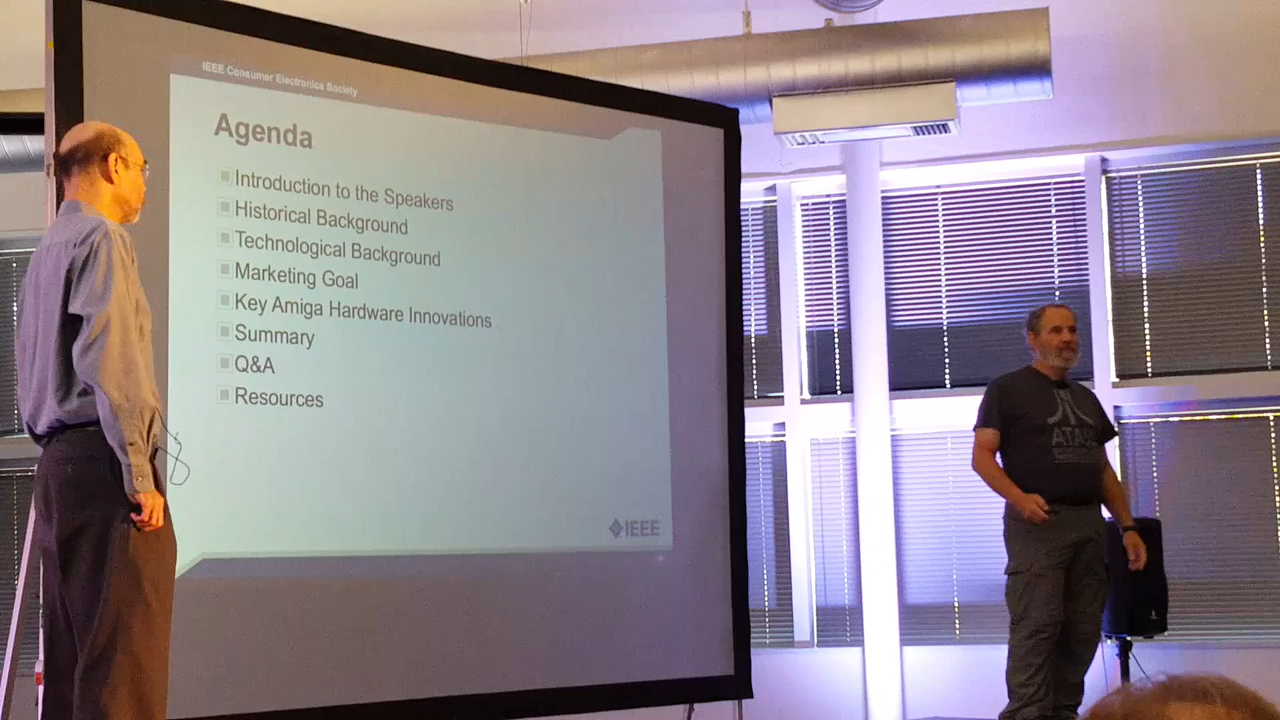 IEEE Consumer Electronics Society
Agenda
Introduction to the Speakers
Historical Background
Technological Background
Marketing Goal
Key Amiga Hardware Innovations
Summary
Q&A
Resources
IEEE